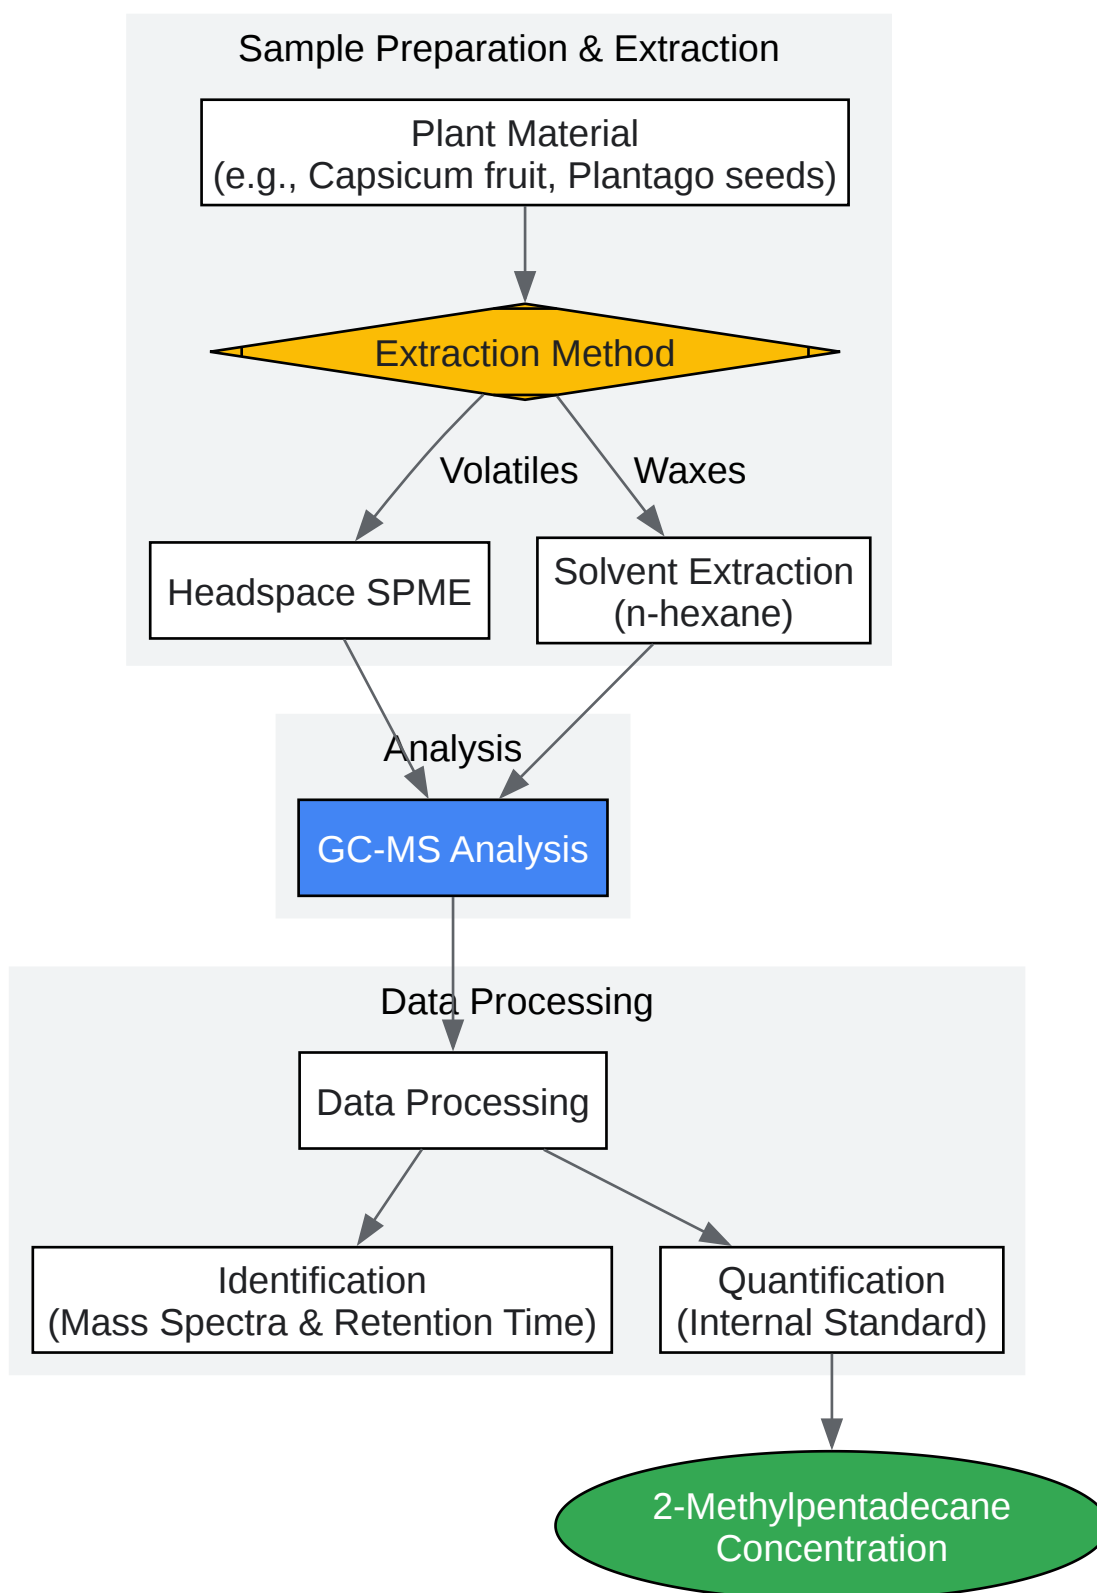 Sample Preparation & Extraction
Plant Material
(e.g., Capsicum fruit, Plantago seeds)
Extraction Method
Volatiles
Waxes
Headspace SPME
Solvent Extraction
(n-hexane)
Analysis
GC-MS Analysis
Data Processing
Data Processing
Identification
(Mass Spectra & Retention Time)
Quantification
(Internal Standard)
2-Methylpentadecane
Concentration